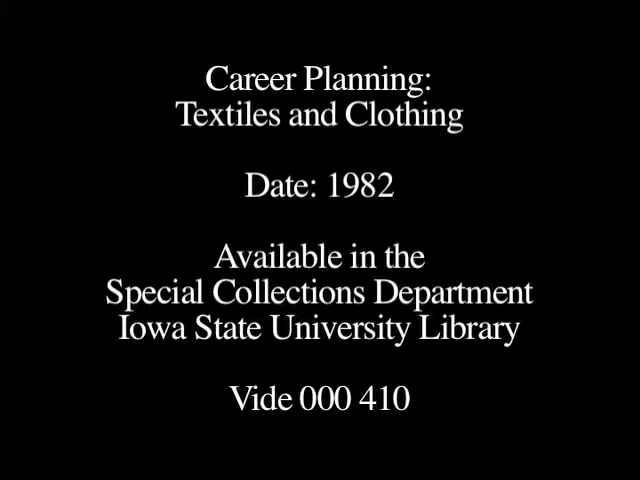 Career Planning:
Textiles and Clothing
Date: 1982
Available in the
Special Collections Department
Iowa State University Library
Vide 000 410